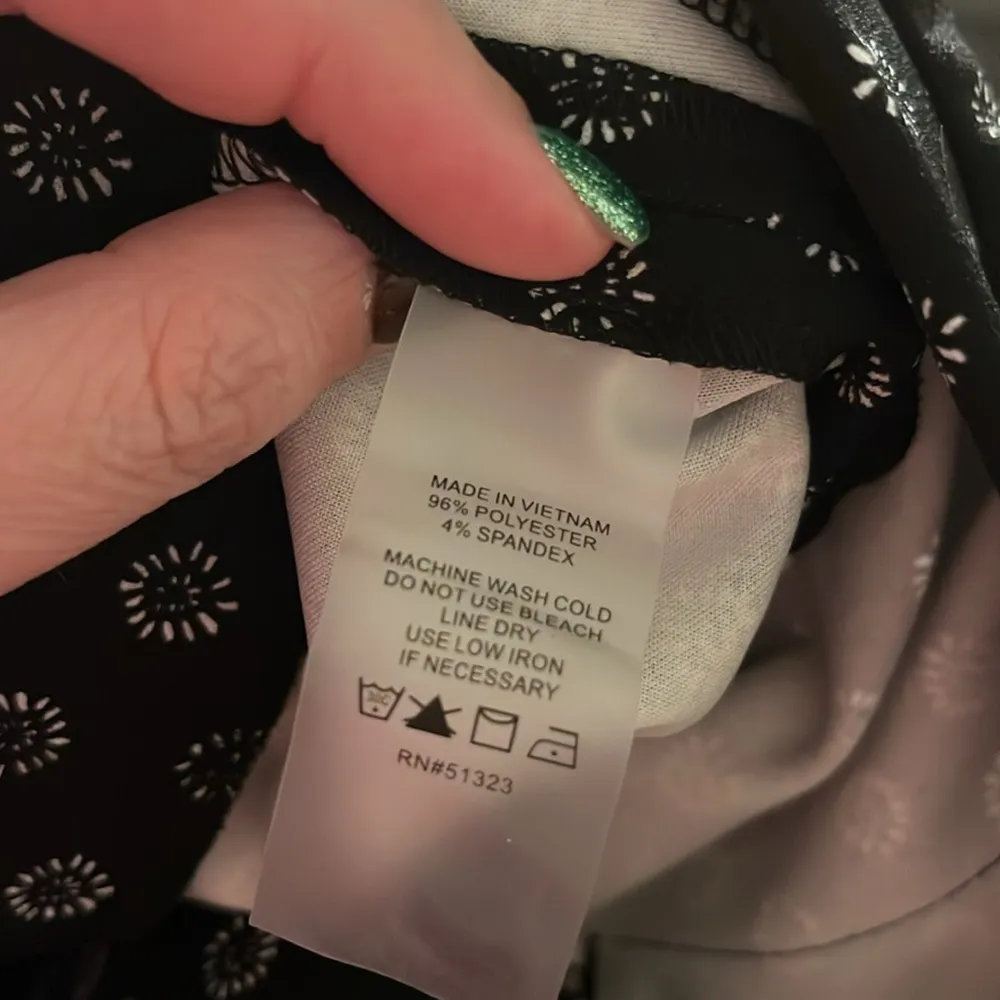 MADE IN VIETNAM
96% POLYESTER
4% SPANDEX
MACHINE WASH COLD
DO NOT USE BLEACH
LINE DRY
USE LOW IRON
IF NECESSARY
30C
RN#51323